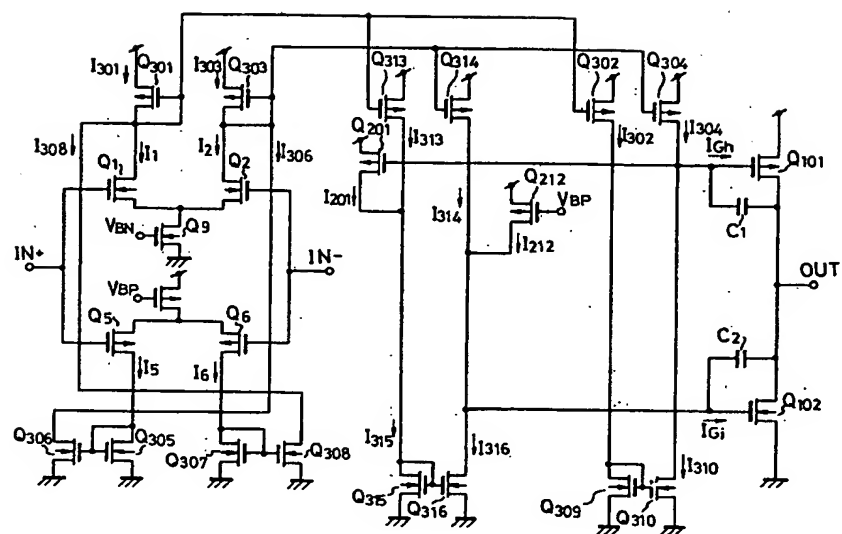 I301 Q301 I303 Q303 Q313 Q314 Q302 Q304
Q201 I313 I302 I304 IGh
I308 I1 I2 I306 Q101
Q1 Q2 I201 I314 Q212 VBP C1
VBN Q9 I212
IN+ IN- OUT
VBP
Q5 Q6 C2
I5 I6 Q102
I315 I316 IGi
Q306 Q305 Q307 Q308 I310
Q315 Q316 Q309 Q310